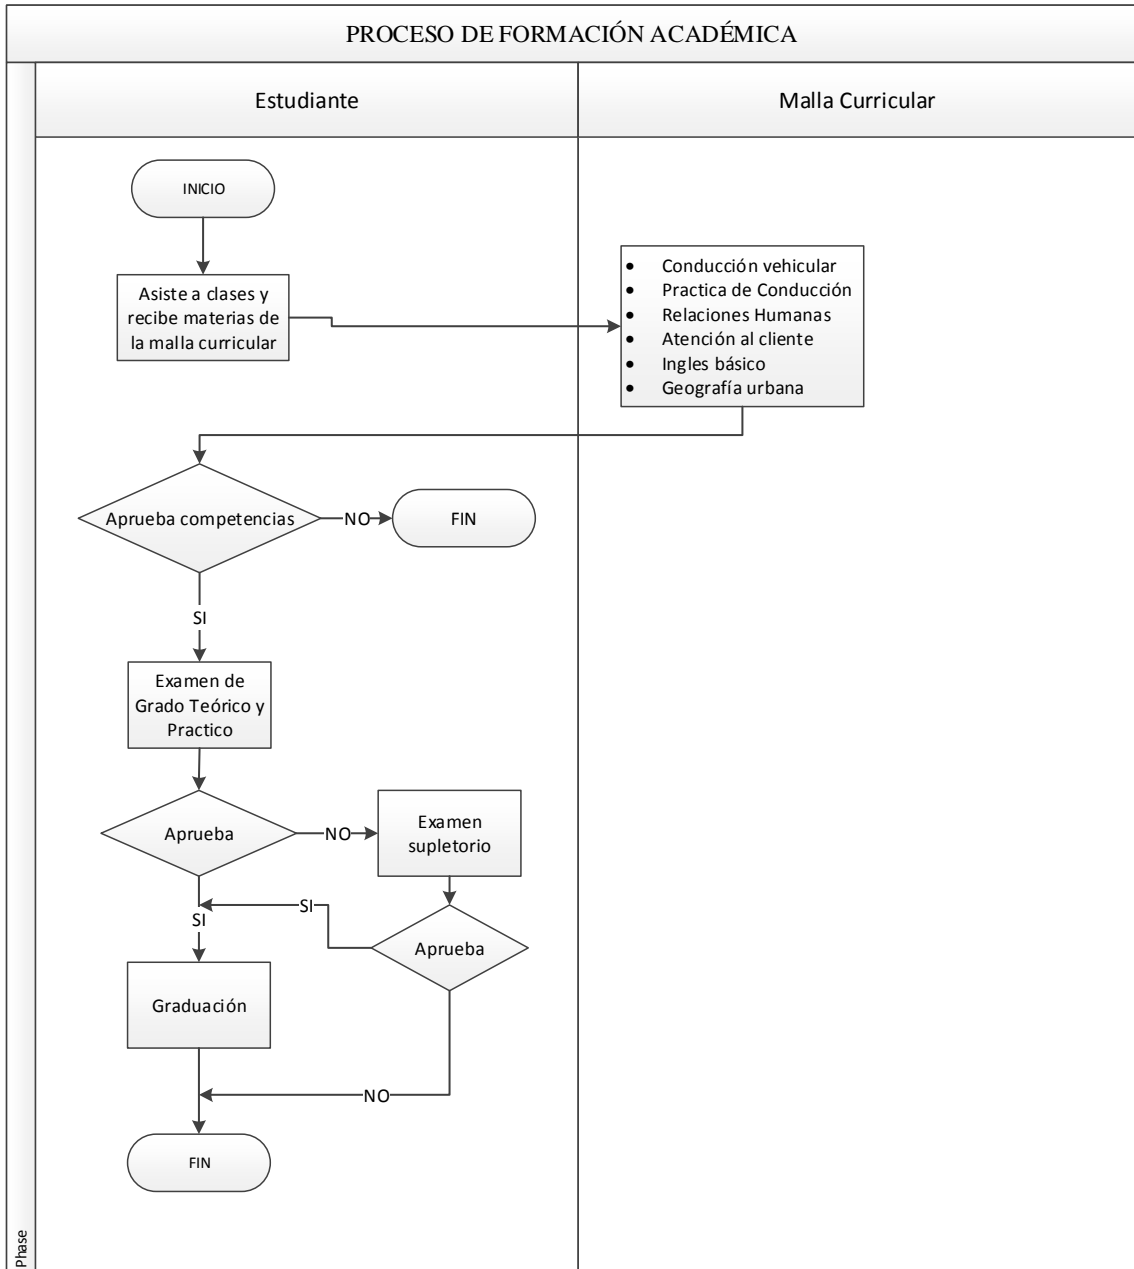 PROCESO DE FORMACIÓN ACADÉMICA
Estudiante
Malla Curricular
INICIO
Asiste a clases y
recibe materias de
la malla curricular
• Conducción vehicular
• Practica de Conducción
• Relaciones Humanas
• Atención al cliente
• Ingles básico
• Geografía urbana
Aprueba competencias
NO
FIN
SI
Examen de
Grado Teórico y
Practico
Aprueba
NO
Examen
supletorio
SI
SI
Aprueba
Graduación
NO
FIN
Phase